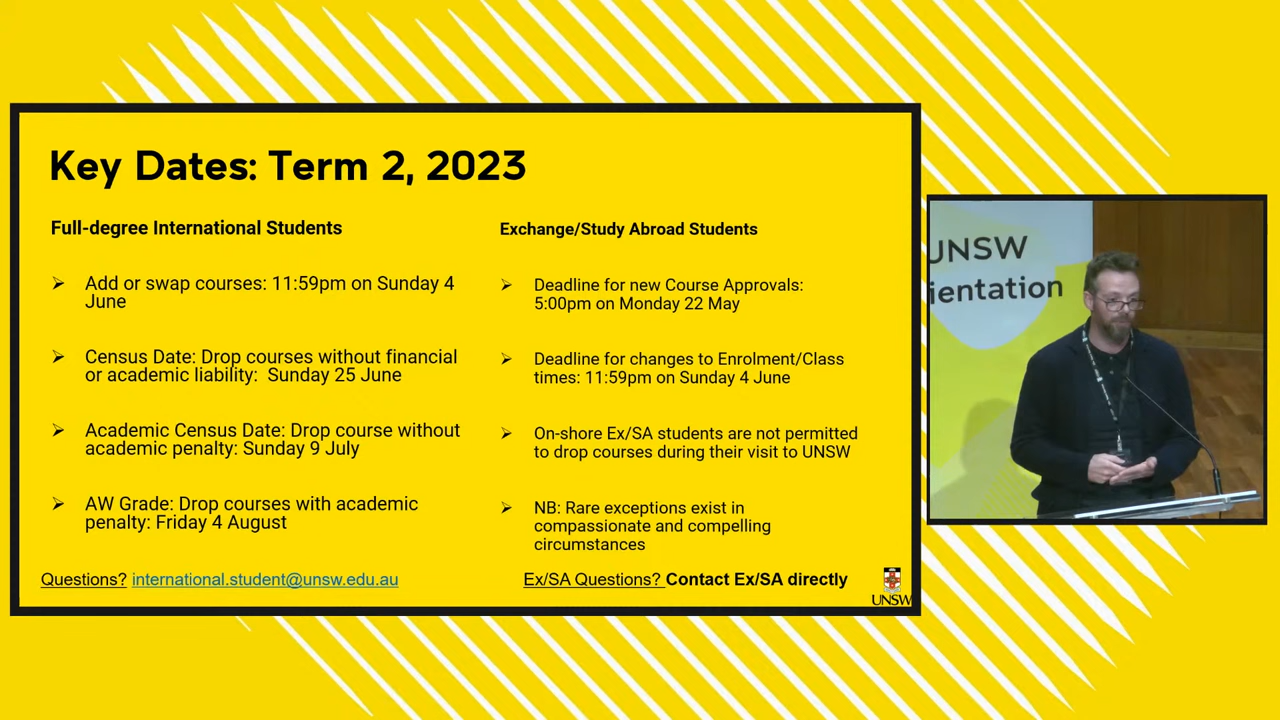 Key Dates: Term 2, 2023
Full-degree International Students
Add or swap courses: 11:59pm on Sunday 4
June
Census Date: Drop courses without financial
or academic liability: Sunday 25 June
Academic Census Date: Drop course without
academic penalty: Sunday 9 July
AW Grade: Drop courses with academic
penalty: Friday 4 August
Questions? international.student@unsw.edu.au
Exchange/Study Abroad Students
Deadline for new Course Approvals:
5:00pm on Monday 22 May
Deadline for changes to Enrolment/Class
times: 11:59pm on Sunday 4 June
On-shore Ex/SA students are not permitted
to drop courses during their visit to UNSW
NB: Rare exceptions exist in
compassionate and compelling
circumstances
Ex/SA Questions? Contact Ex/SA directly
UNSW
UNSW
ientation